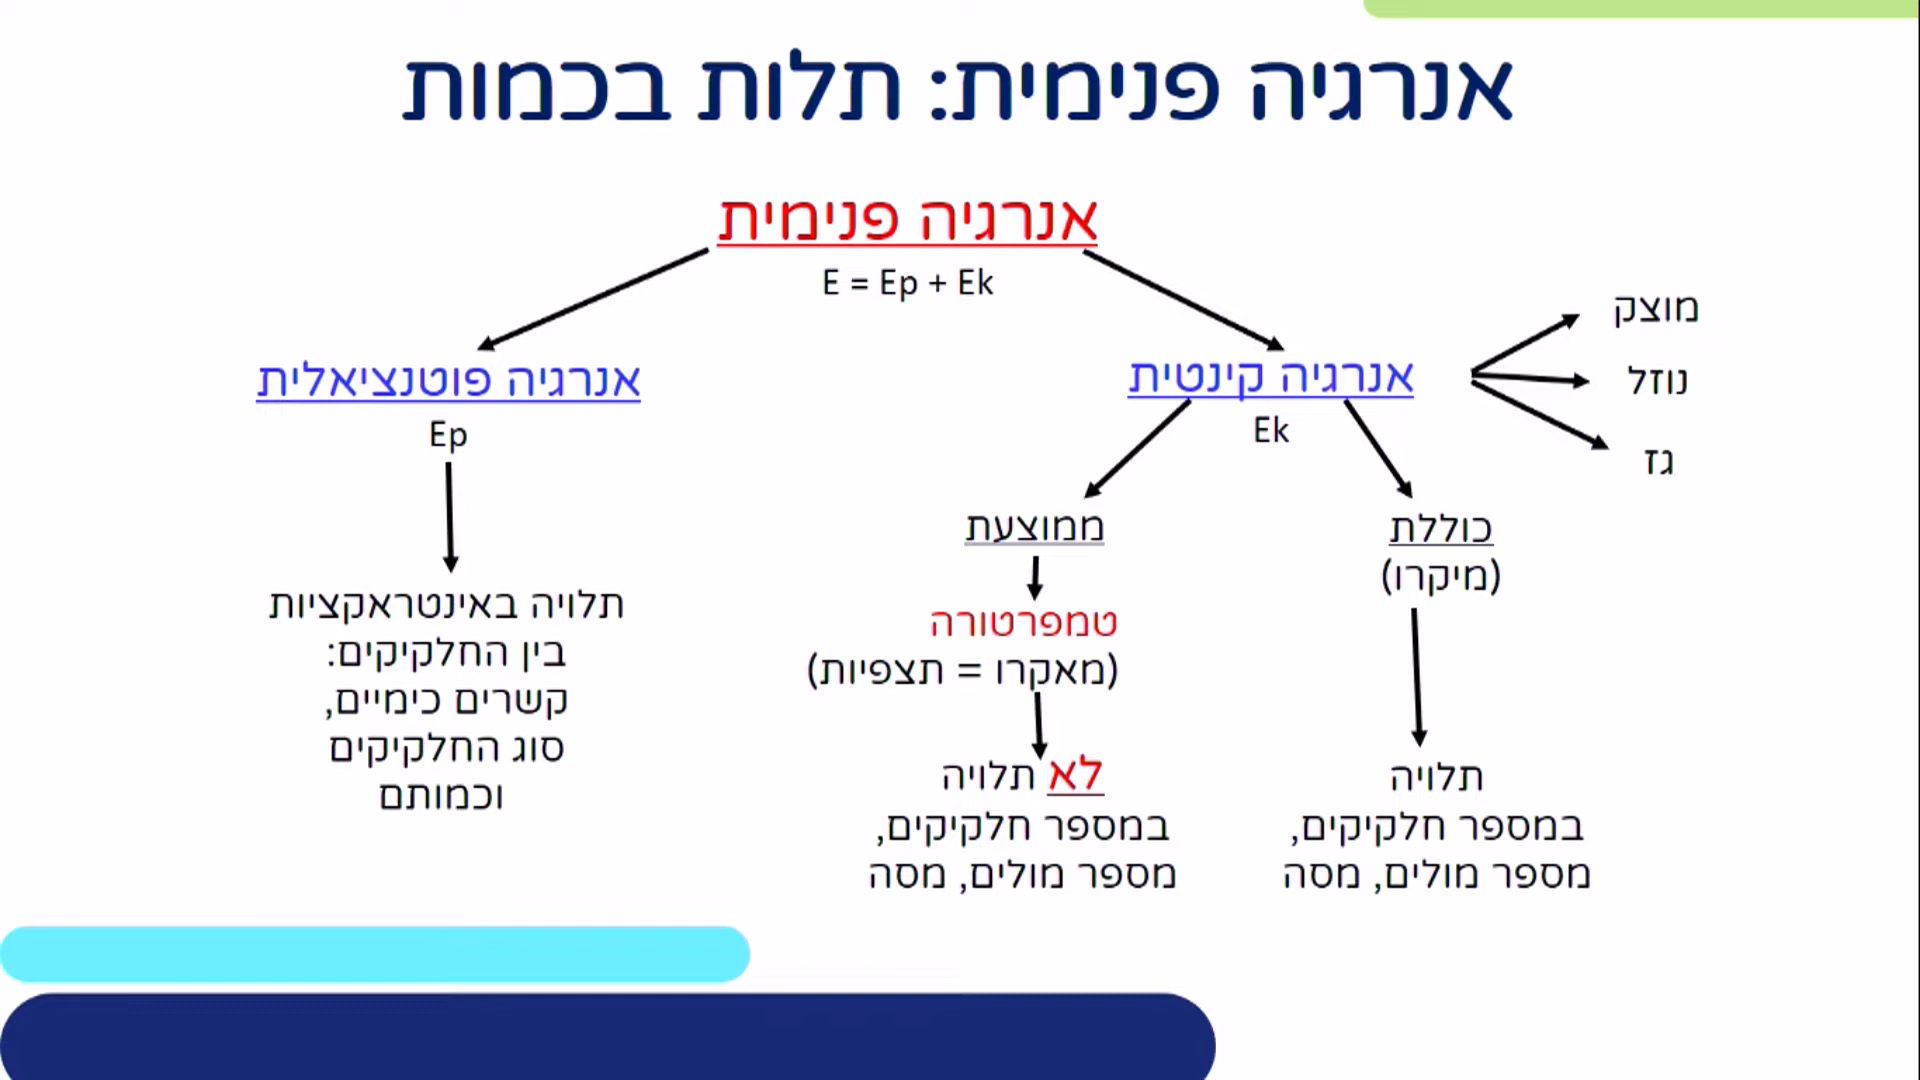 אנרגיה פנימית: תלות בכמות
אנרגיה פנימית
E = Ep + Ek
אנרגיה קינטית
Ek
מוצק
נוזל
גז
כוללת
(מיקרו)
תלויה
במספר חלקיקים,
מספר מולים, מסה
ממוצעת
טמפרטורה
(מאקרו = תצפיות)
לא תלויה
במספר חלקיקים,
מספר מולים, מסה
אנרגיה פוטנציאלית
Ep
תלויה באינטראקציות
בין החלקיקים:
קשרים כימיים,
סוג החלקיקים
וכמותם